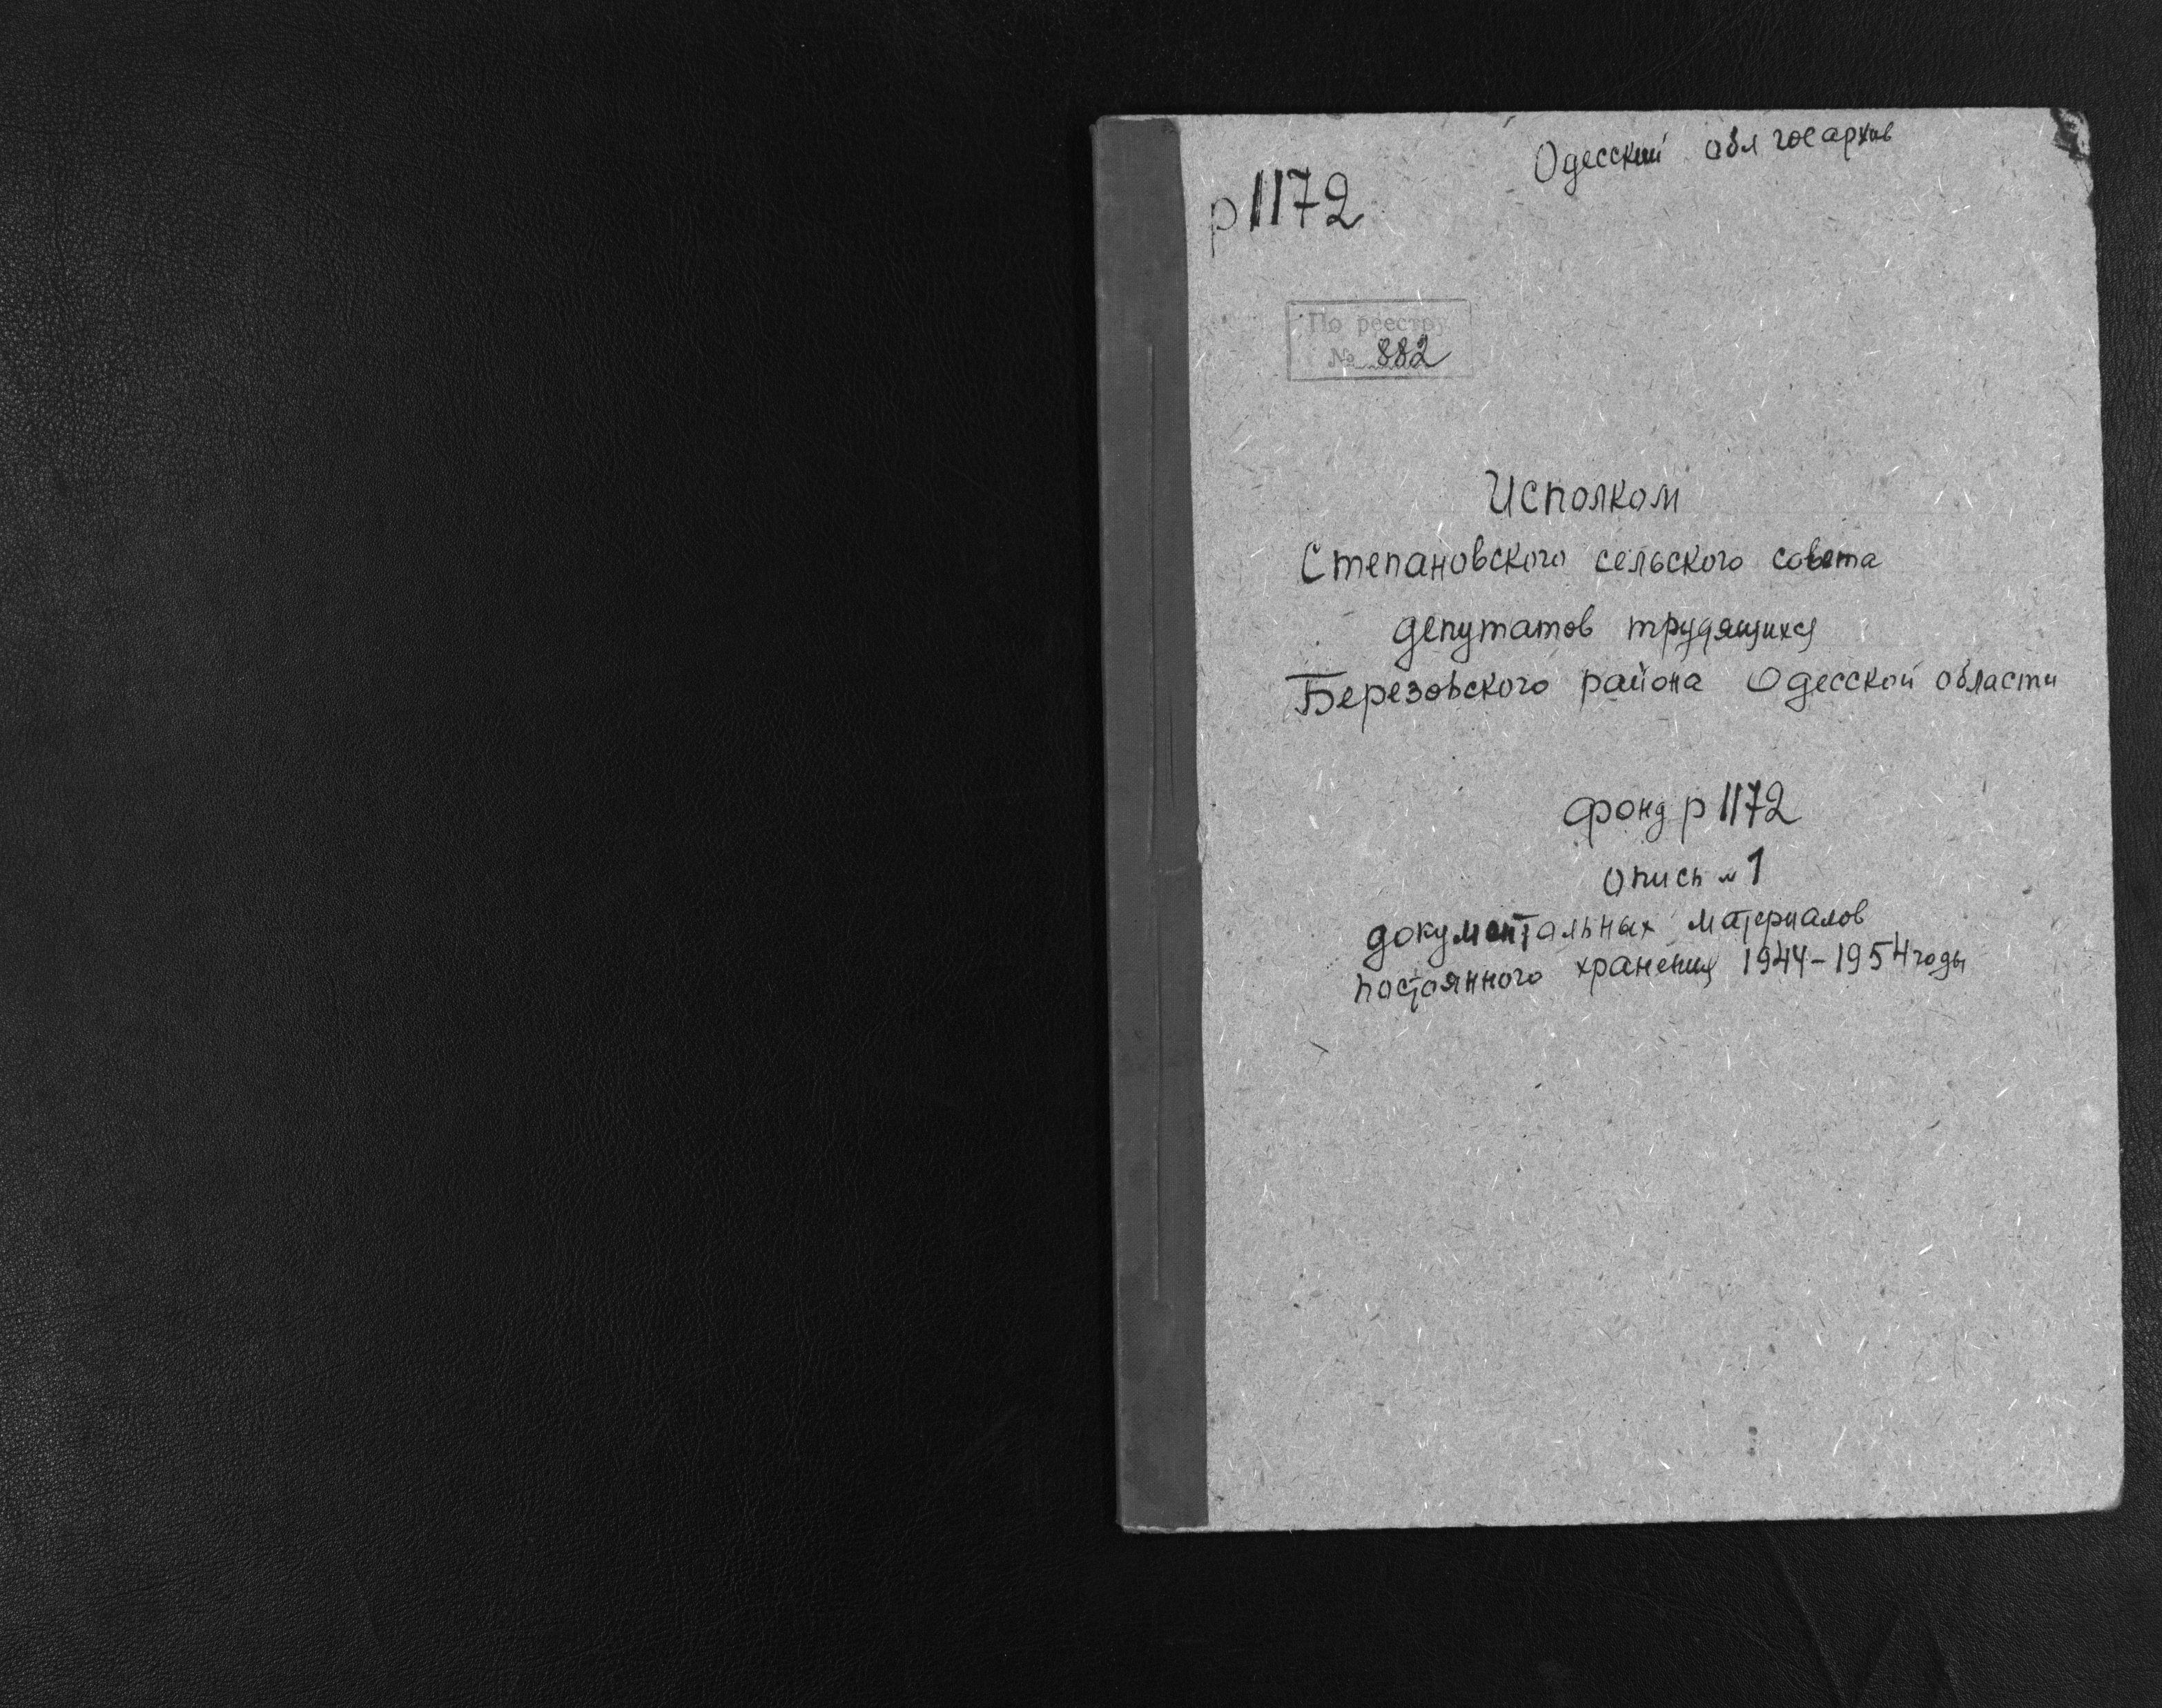 Одесский обл госархив
р1172
По реестру
№ 882
Исполком
Степановского сельского совета
депутатов трудящихся
Березовского района Одесской области
Фонд р 1172
Опись № 1
документальных материалов
постоянного хранения 1944-1954 годы